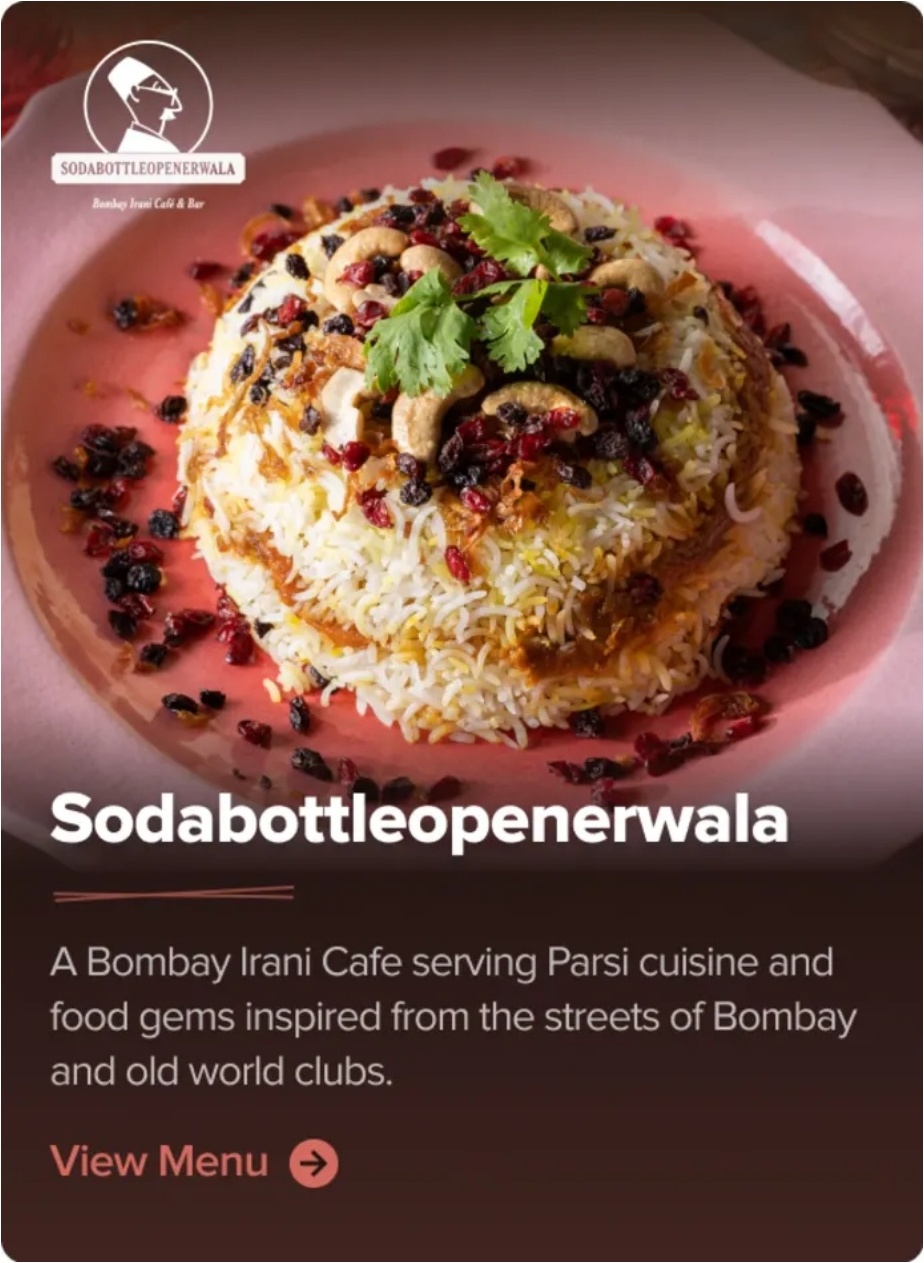 SODABOTTLEOPENERWALA
Bombay Irani Café & Bar
Sodabottleopenerwala
A Bombay Irani Cafe serving Parsi cuisine and
food gems inspired from the streets of Bombay
and old world clubs.
View Menu